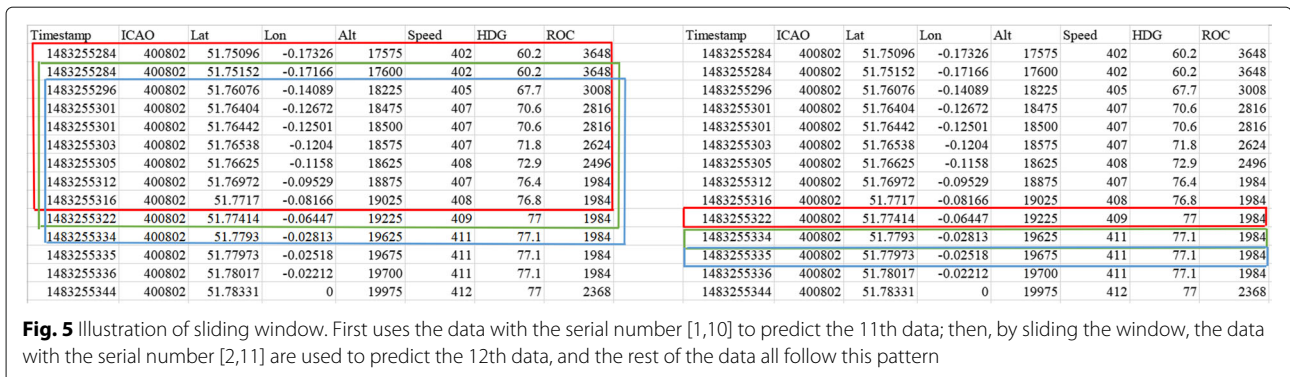 Timestamp ICAO Lat Lon Alt Speed HDG ROC Timestamp ICAO Lat Lon Alt Speed HDG ROC
1483255284 400802 51.75096 -0.17326 17575 402 60.2 3648 1483255284 400802 51.75096 -0.17326 17575 402 60.2 3648
1483255284 400802 51.75152 -0.17166 17600 402 60.2 3648 1483255284 400802 51.75152 -0.17166 17600 402 60.2 3648
1483255296 400802 51.76076 -0.14089 18225 405 67.7 3008 1483255296 400802 51.76076 -0.14089 18225 405 67.7 3008
1483255301 400802 51.76404 -0.12672 18475 407 70.6 2816 1483255301 400802 51.76404 -0.12672 18475 407 70.6 2816
1483255301 400802 51.76442 -0.12501 18500 407 70.6 2816 1483255301 400802 51.76442 -0.12501 18500 407 70.6 2816
1483255303 400802 51.76538 -0.1204 18575 407 71.8 2624 1483255303 400802 51.76538 -0.1204 18575 407 71.8 2624
1483255305 400802 51.76625 -0.1158 18625 408 72.9 2496 1483255305 400802 51.76625 -0.1158 18625 408 72.9 2496
1483255312 400802 51.76972 -0.09529 18875 407 76.4 1984 1483255312 400802 51.76972 -0.09529 18875 407 76.4 1984
1483255316 400802 51.7717 -0.08166 19025 408 76.8 1984 1483255316 400802 51.7717 -0.08166 19025 408 76.8 1984
1483255322 400802 51.77414 -0.06447 19225 409 77 1984 1483255322 400802 51.77414 -0.06447 19225 409 77 1984
1483255334 400802 51.7793 -0.02813 19625 411 77.1 1984 1483255334 400802 51.7793 -0.02813 19625 411 77.1 1984
1483255335 400802 51.77973 -0.02518 19675 411 77.1 1984 1483255335 400802 51.77973 -0.02518 19675 411 77.1 1984
1483255336 400802 51.78017 -0.02212 19700 411 77.1 1984 1483255336 400802 51.78017 -0.02212 19700 411 77.1 1984
1483255344 400802 51.78331 0 19975 412 77 2368 1483255344 400802 51.78331 0 19975 412 77 2368
Fig. 5 Illustration of sliding window. First uses the data with the serial number [1,10] to predict the 11th data; then, by sliding the window, the data
with the serial number [2,11] are used to predict the 12th data, and the rest of the data all follow this pattern